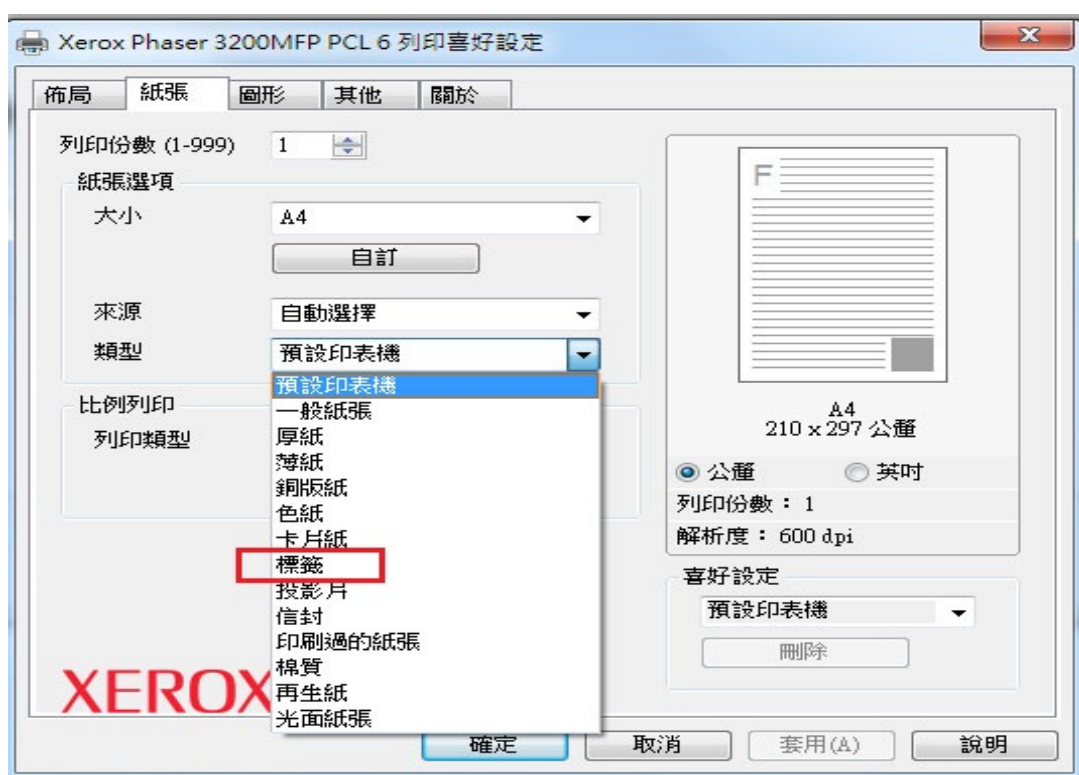 Xerox Phaser 3200MFP PCL 6 列印喜好設定
佈局 紙張 圖形 其他 關於
列印份數 (1-999) 1
紙張選項
大小 A4
自訂
來源 自動選擇
類型 預設印表機
預設印表機
一般紙張
厚紙
薄紙
銅版紙
色紙
卡片紙
標籤
投影片
信封
印刷過的紙張
棉質
再生紙
光面紙張
比例列印
列印類型
XEROX
F
A4
210 x 297 公釐
公釐 英吋
列印份數：1
解析度：600 dpi
喜好設定
預設印表機
刪除
確定 取消 套用(A) 說明